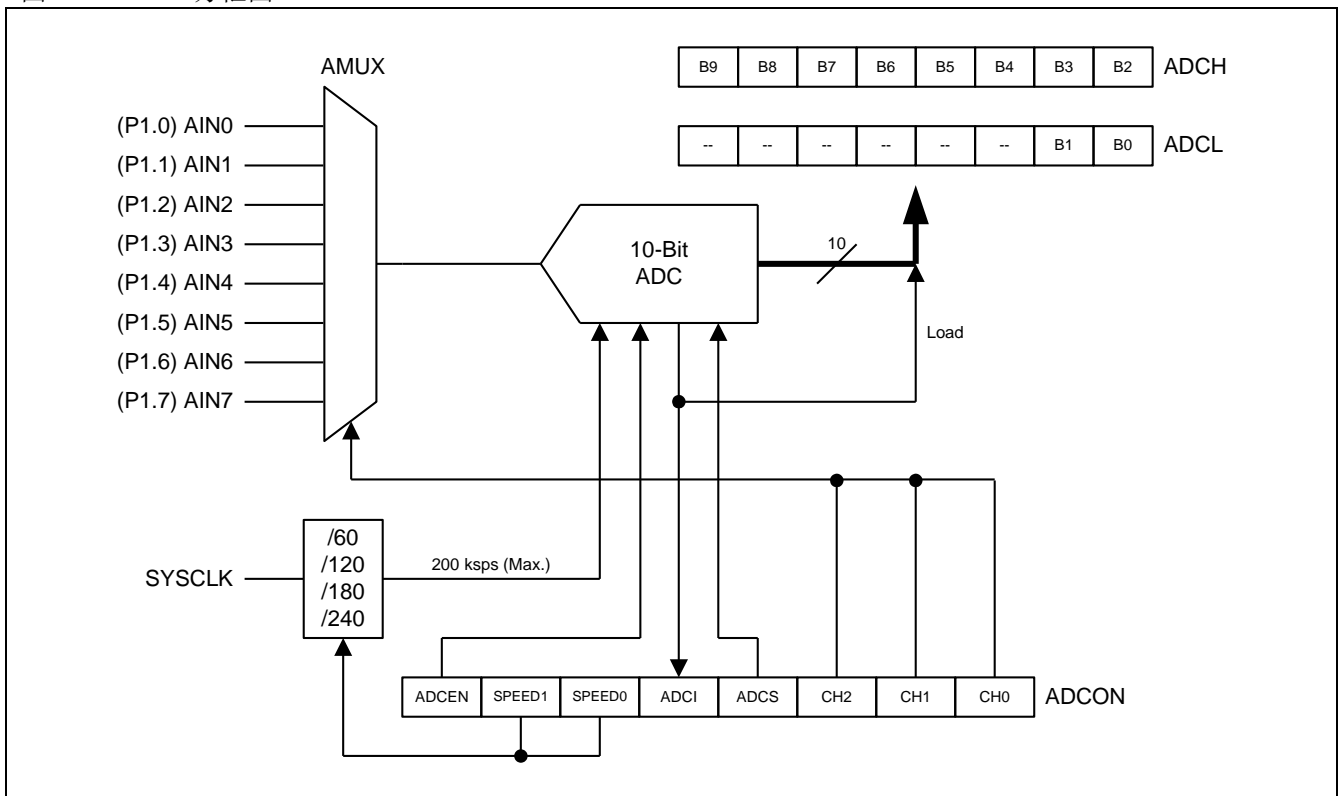 AMUX
B9 B8 B7 B6 B5 B4 B3 B2 ADCH
(P1.0) AIN0
-- -- -- -- -- -- B1 B0 ADCL
(P1.1) AIN1
(P1.2) AIN2
(P1.3) AIN3
(P1.4) AIN4
(P1.5) AIN5
(P1.6) AIN6
(P1.7) AIN7
10-Bit
ADC
10
Load
SYSCLK
/60
/120
/180
/240
200 ksps (Max.)
ADCEN SPEED1 SPEED0 ADCI ADCS CH2 CH1 CH0 ADCON